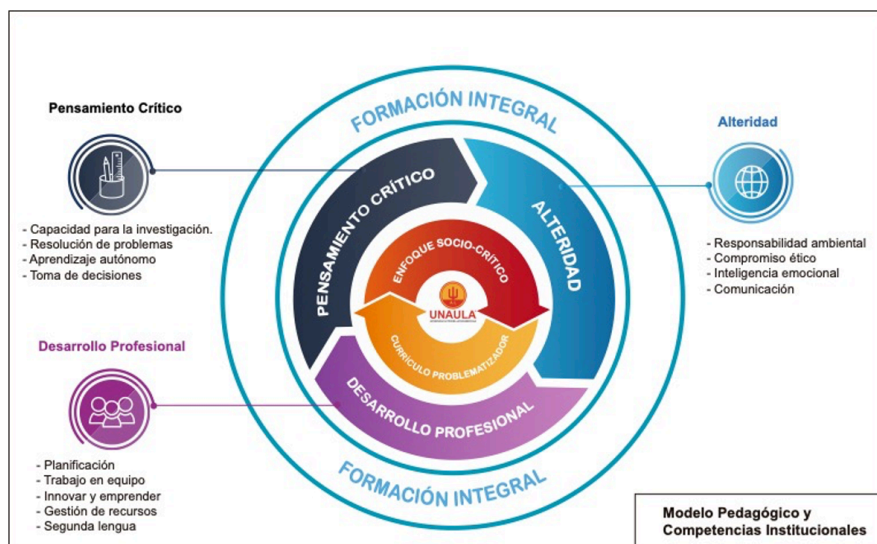 FORMACIÓN INTEGRAL
Pensamiento Crítico
- Capacidad para la investigación.
- Resolución de problemas
- Aprendizaje autónomo
- Toma de decisiones
Alteridad
- Responsabilidad ambiental
- Compromiso ético
- Inteligencia emocional
- Comunicación
PENSAMIENTO CRÍTICO
ALTERIDAD
ENFOQUE SOCIO-CRÍTICO
UNAULA
CURRÍCULO PROBLEMATIZADOR
DESARROLLO PROFESIONAL
Desarrollo Profesional
- Planificación
- Trabajo en equipo
- Innovar y emprender
- Gestión de recursos
- Segunda lengua
FORMACIÓN INTEGRAL
Modelo Pedagógico y
Competencias Institucionales